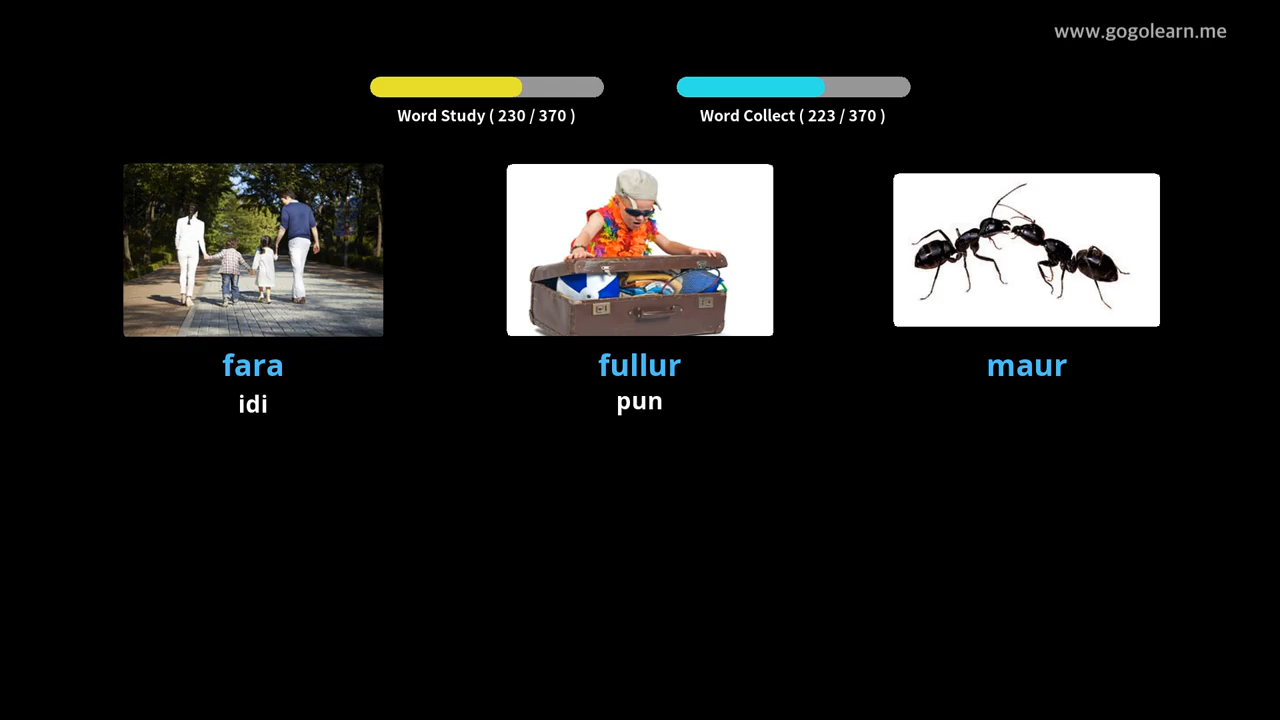 www.gogolearn.me
Word Study ( 230 / 370 )
Word Collect ( 223 / 370 )
fara
fullur
maur
idi
pun